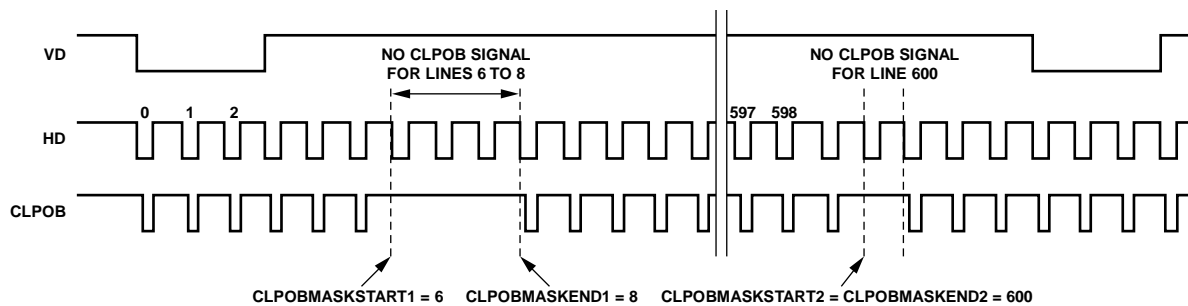 VD
NO CLPOB SIGNAL
FOR LINES 6 TO 8
NO CLPOB SIGNAL
FOR LINE 600
HD
0 1 2 597 598
CLPOB
CLPOBMASKSTART1 = 6 CLPOBMASKEND1 = 8 CLPOBMASKSTART2 = CLPOBMASKEND2 = 600